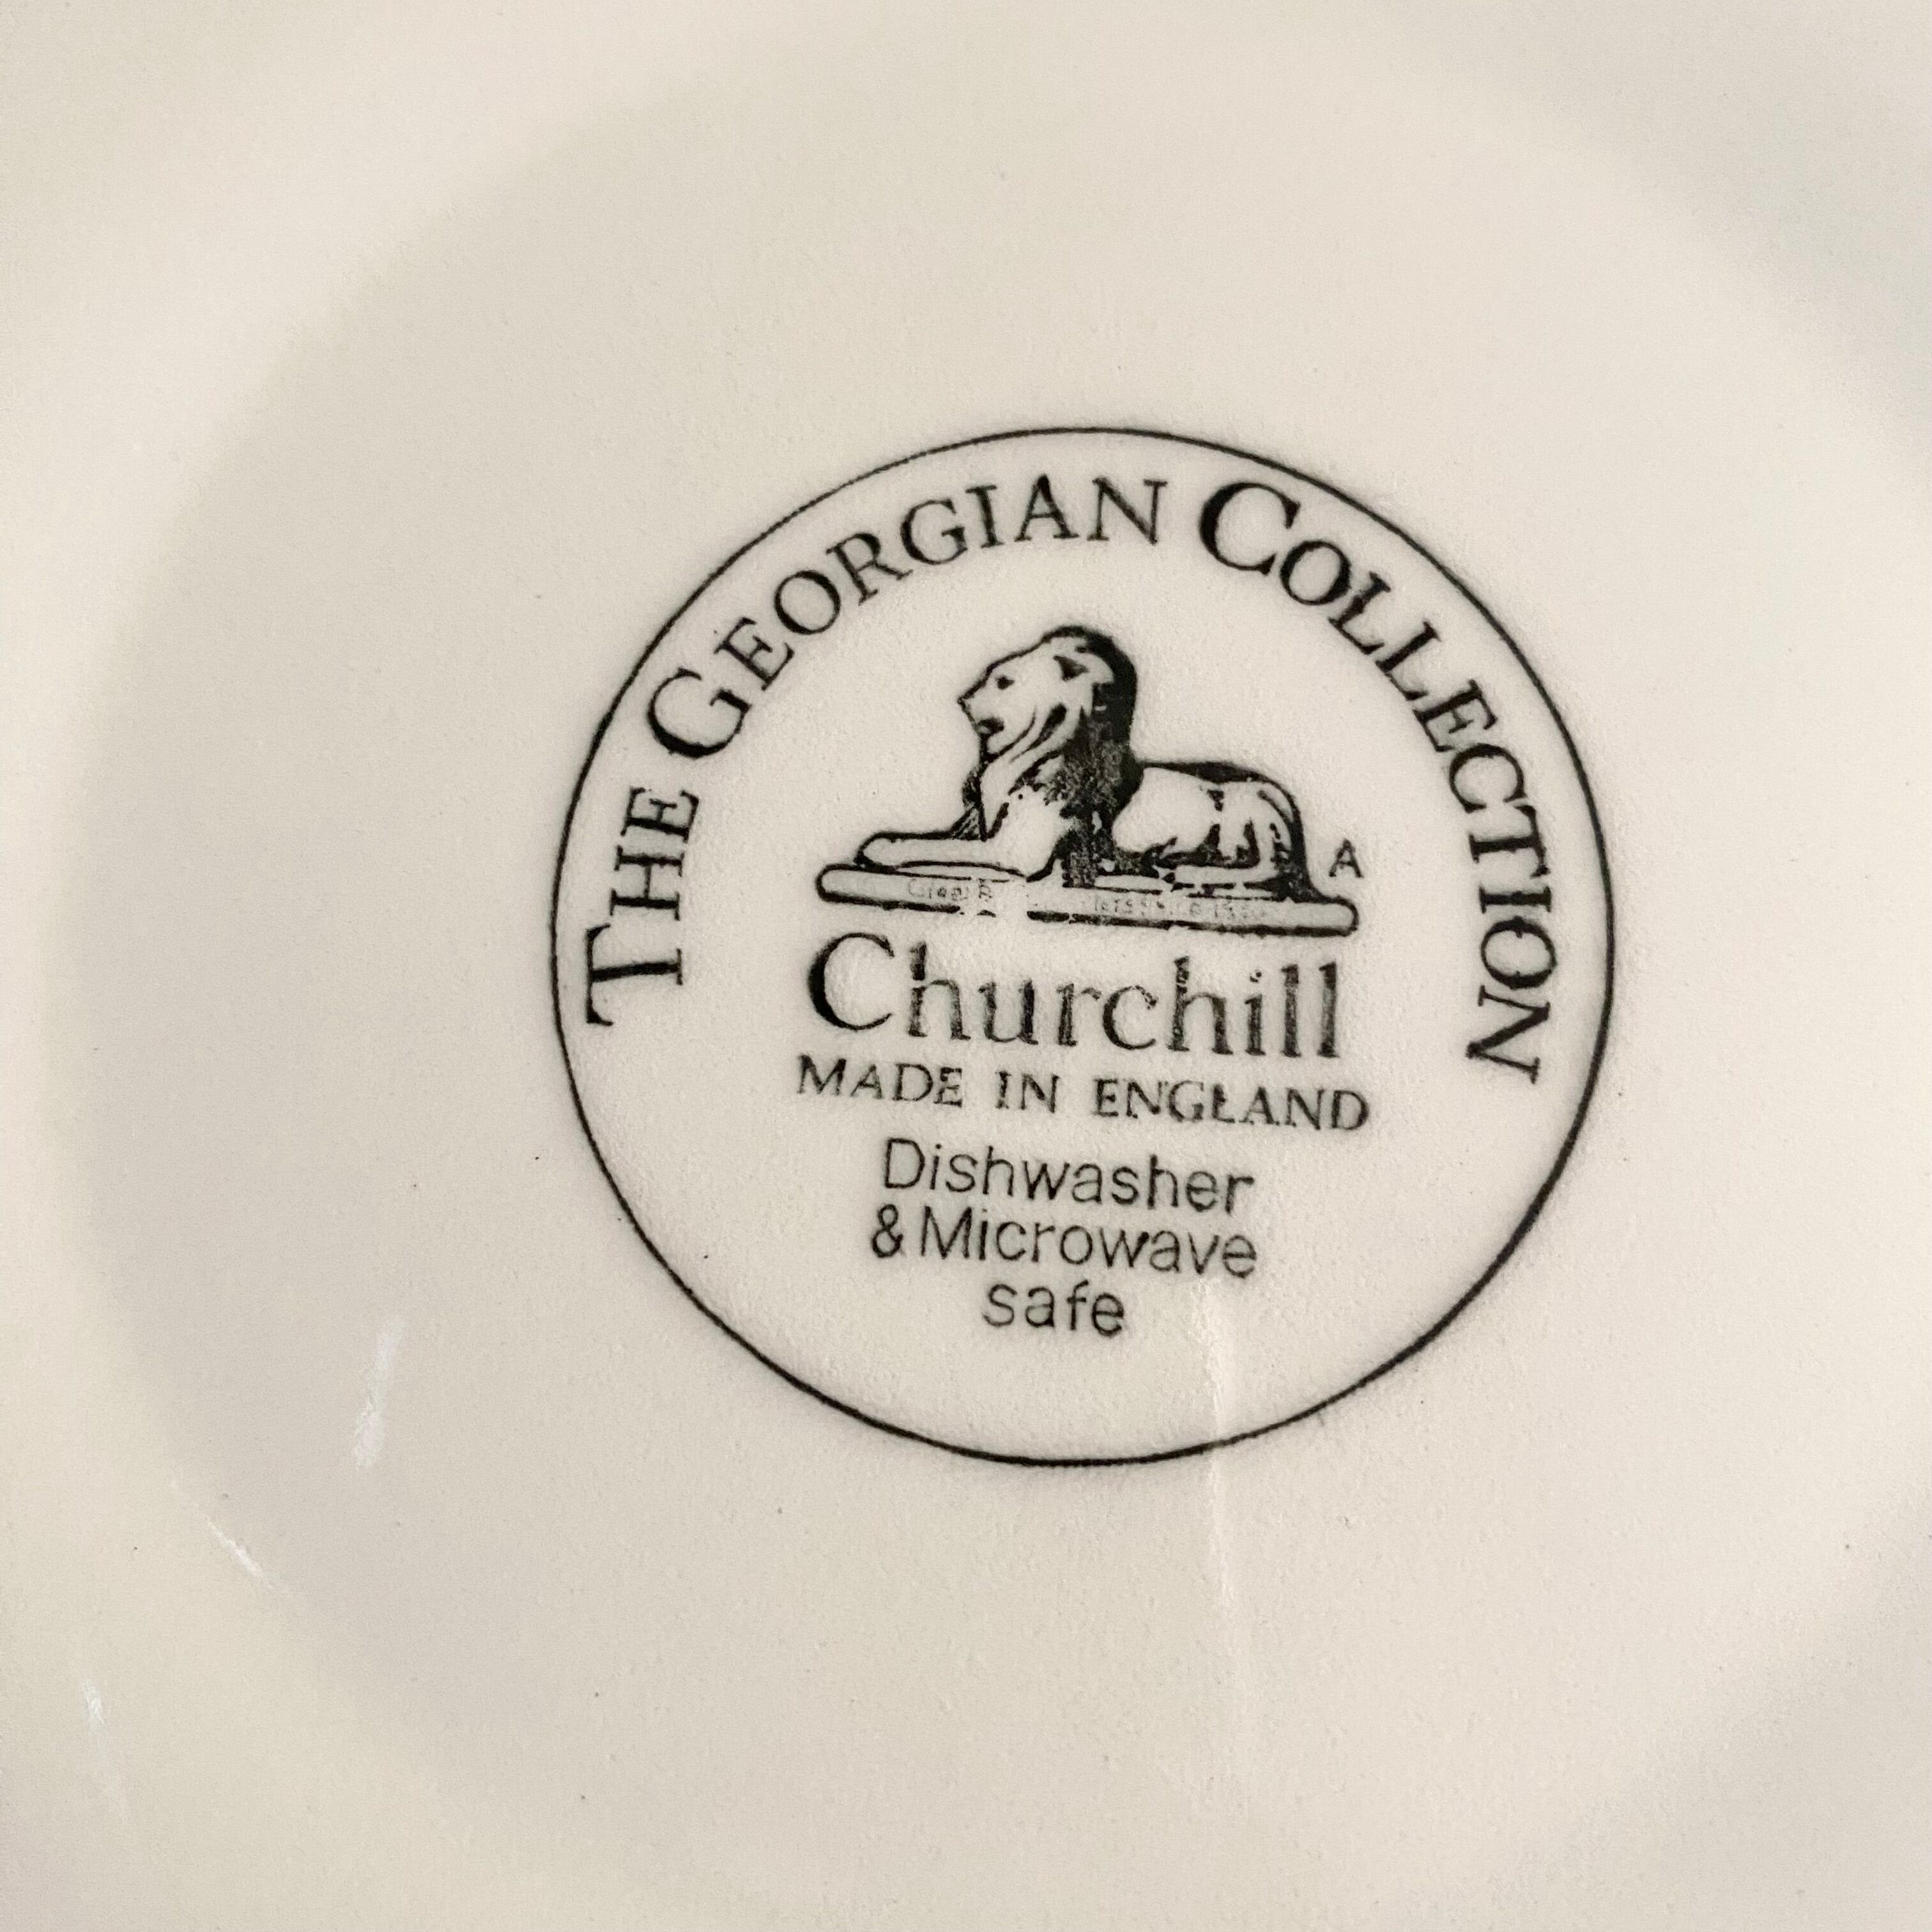 THE GEORGIAN COLLECTION
A
Churchill
MADE IN ENGLAND
Dishwasher
& Microwave
safe